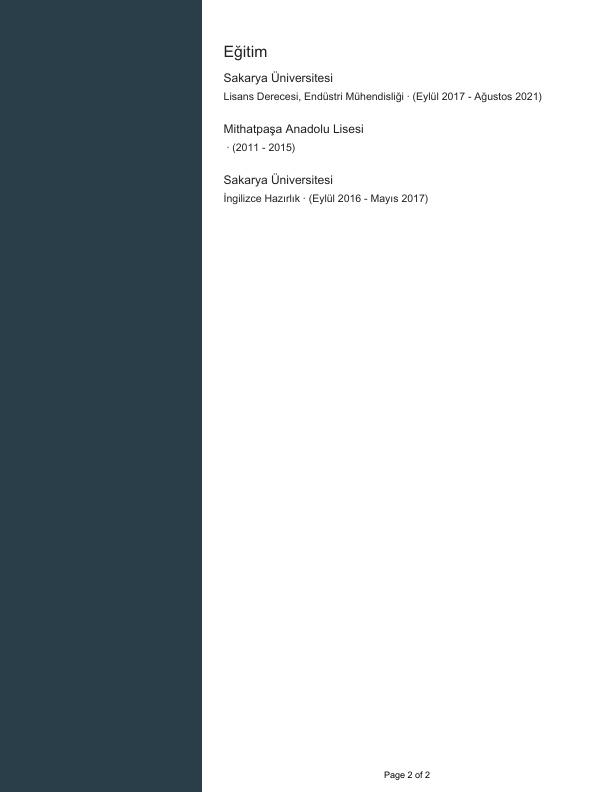 Eğitim
Sakarya Üniversitesi
Lisans Derecesi, Endüstri Mühendisliği · (Eylül 2017 - Ağustos 2021)
Mithatpaşa Anadolu Lisesi
· (2011 - 2015)
Sakarya Üniversitesi
İngilizce Hazırlık · (Eylül 2016 - Mayıs 2017)
Page 2 of 2